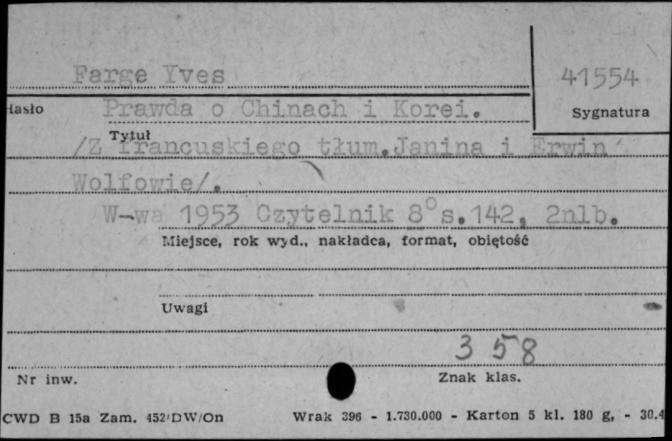 Farge Yves
41554
Hasło
Prawda o Chinach i Korei.
Sygnatura
Tytuł
/Z francuskiego tłum.Janina i Erwin
Wolfowie/.
W-wa 1953 Czytelnik 8° s.142, 2nlb.
Miejsce, rok wyd., nakładca, format, obiętość
Uwagi
358
Nr inw.
Znak klas.
CWD B 15a Zam. 452/DW/On Wrak 396 - 1.730.000 - Karton 5 kl. 180 g, - 30.4